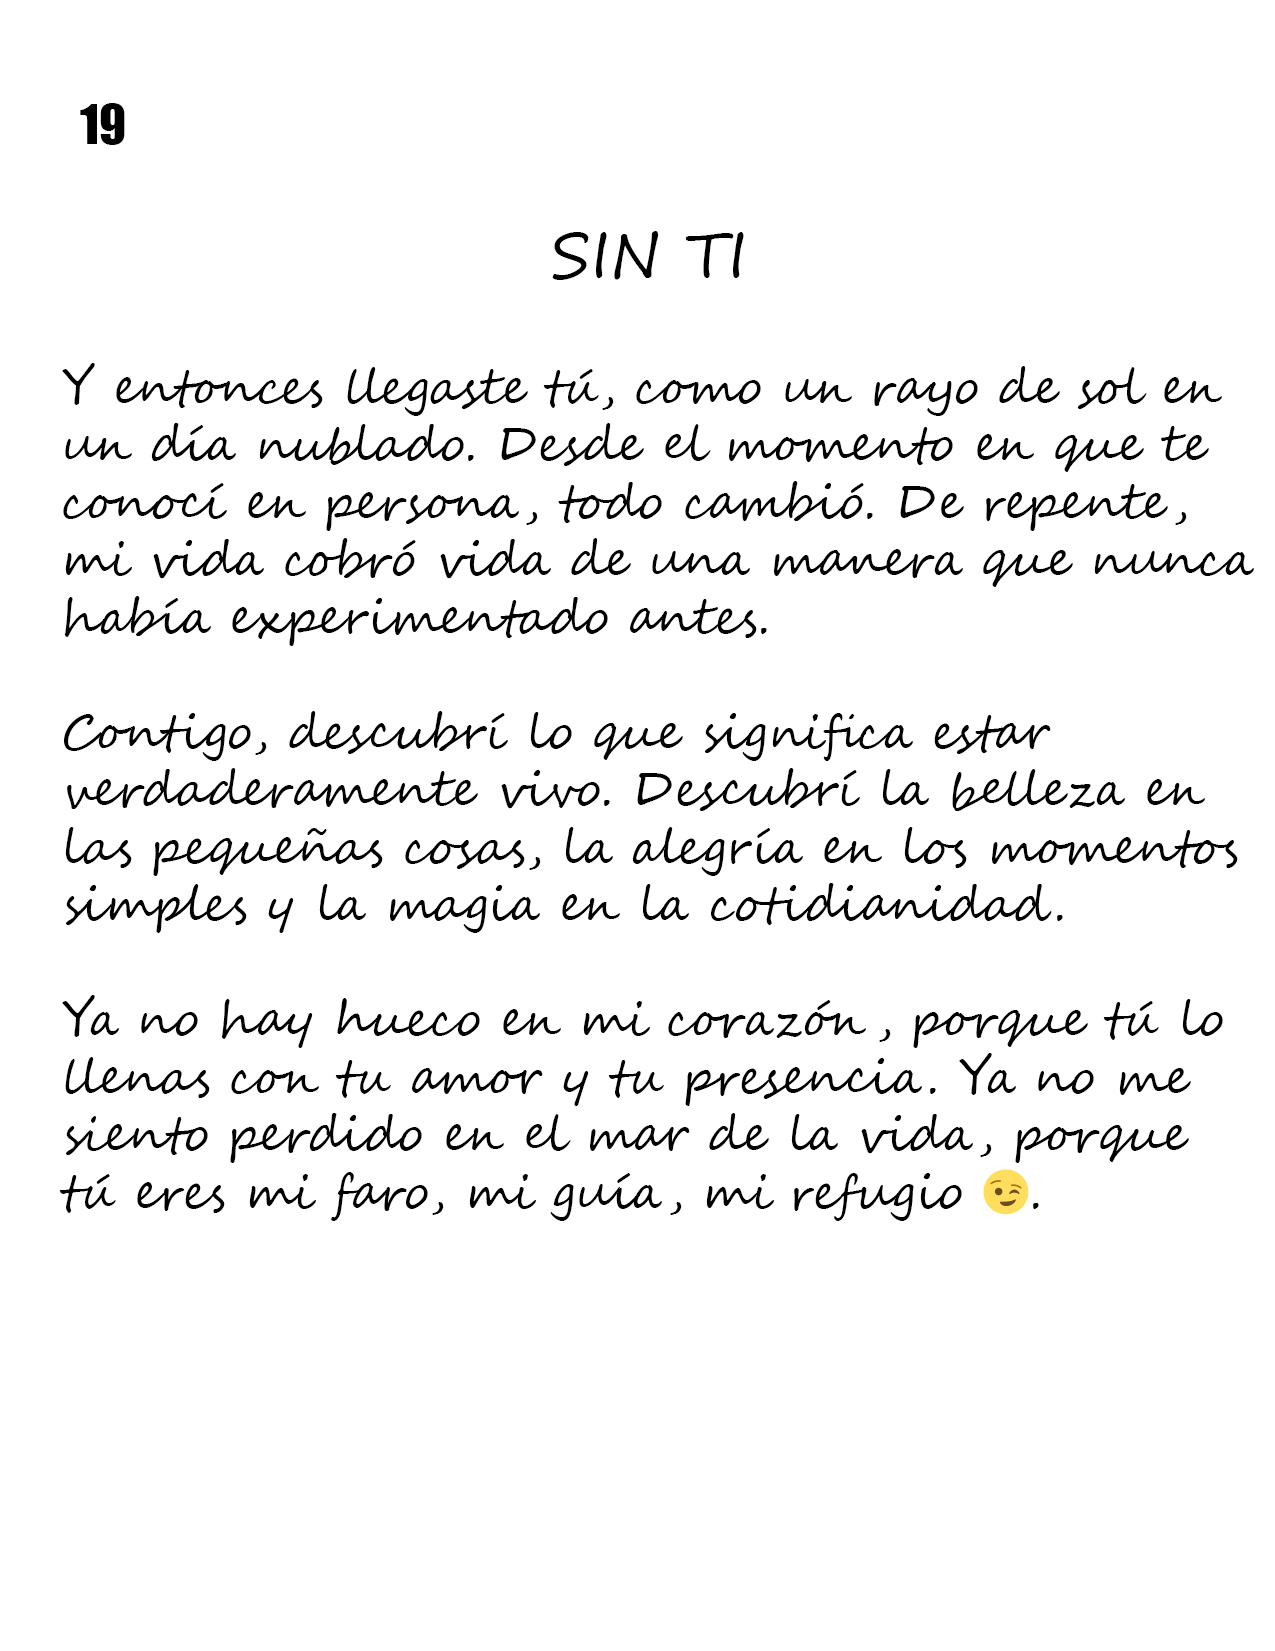 19
SIN TI
Y entonces llegaste tú, como un rayo de sol en
un día nublado. Desde el momento en que te
conocí en persona, todo cambió. De repente,
mi vida cobró vida de una manera que nunca
había experimentado antes.
Contigo, descubrí lo que significa estar
verdaderamente vivo. Descubrí la belleza en
las pequeñas cosas, la alegría en los momentos
simples y la magia en la cotidianidad.
Ya no hay hueco en mi corazón, porque tú lo
llenas con tu amor y tu presencia. Ya no me
siento perdido en el mar de la vida, porque
tú eres mi faro, mi guía, mi refugio 😉.